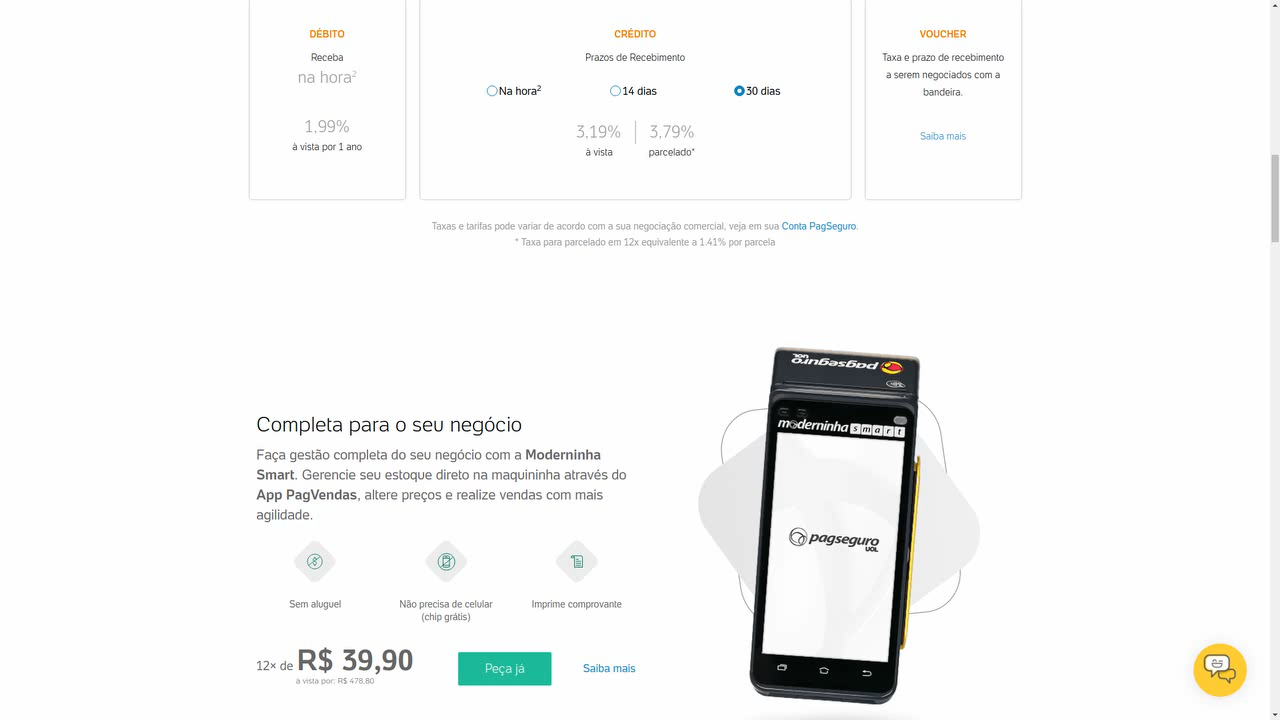 DÉBITO
Receba
na hora²
1,99%
à vista por 1 ano
CRÉDITO
Prazos de Recebimento
Na hora²
14 dias
30 dias
3,19%
à vista
3,79%
parcelado*
VOUCHER
Taxa e prazo de recebimento
a serem negociados com a
bandeira.
Saiba mais
Taxas e tarifas pode variar de acordo com a sua negociação comercial, veja em sua Conta PagSeguro.
* Taxa para parcelado em 12x equivalente a 1.41% por parcela
Completa para o seu negócio
Faça gestão completa do seu negócio com a Moderninha
Smart. Gerencie seu estoque direto na maquininha através do
App PagVendas, altere preços e realize vendas com mais
agilidade.
Sem aluguel
Não precisa de celular
(chip grátis)
Imprime comprovante
12× de R$ 39,90
à vista por: R$ 478,80
Peça já
Saiba mais
pagseguro
UOL
moderninha smart
pagseguro
UOL